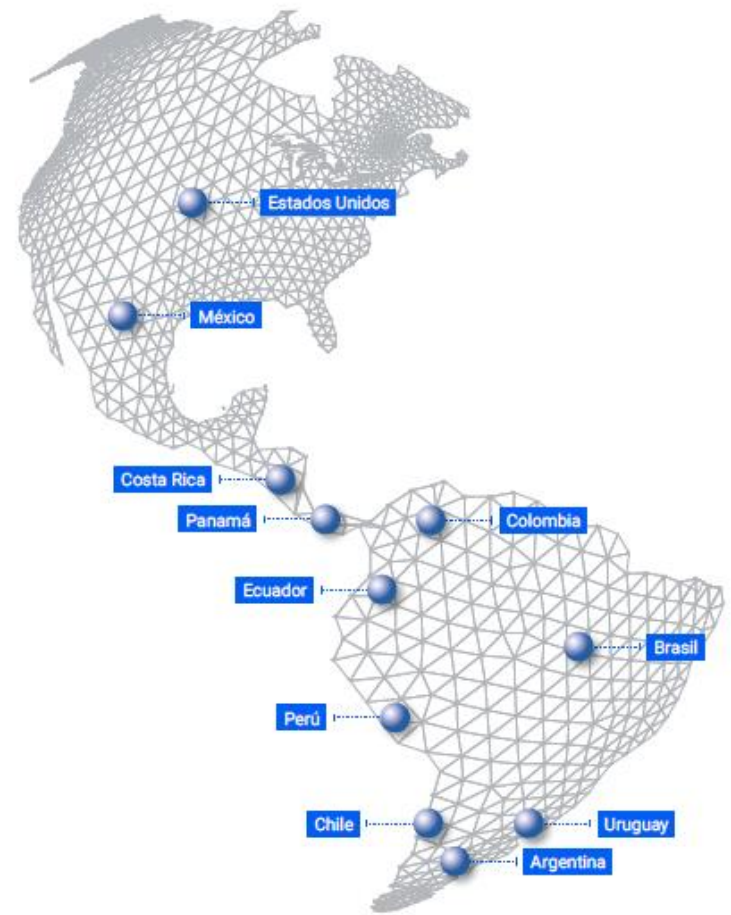 Estados Unidos
México
Costa Rica
Panamá
Colombia
Ecuador
Brasil
Perú
Chile
Uruguay
Argentina